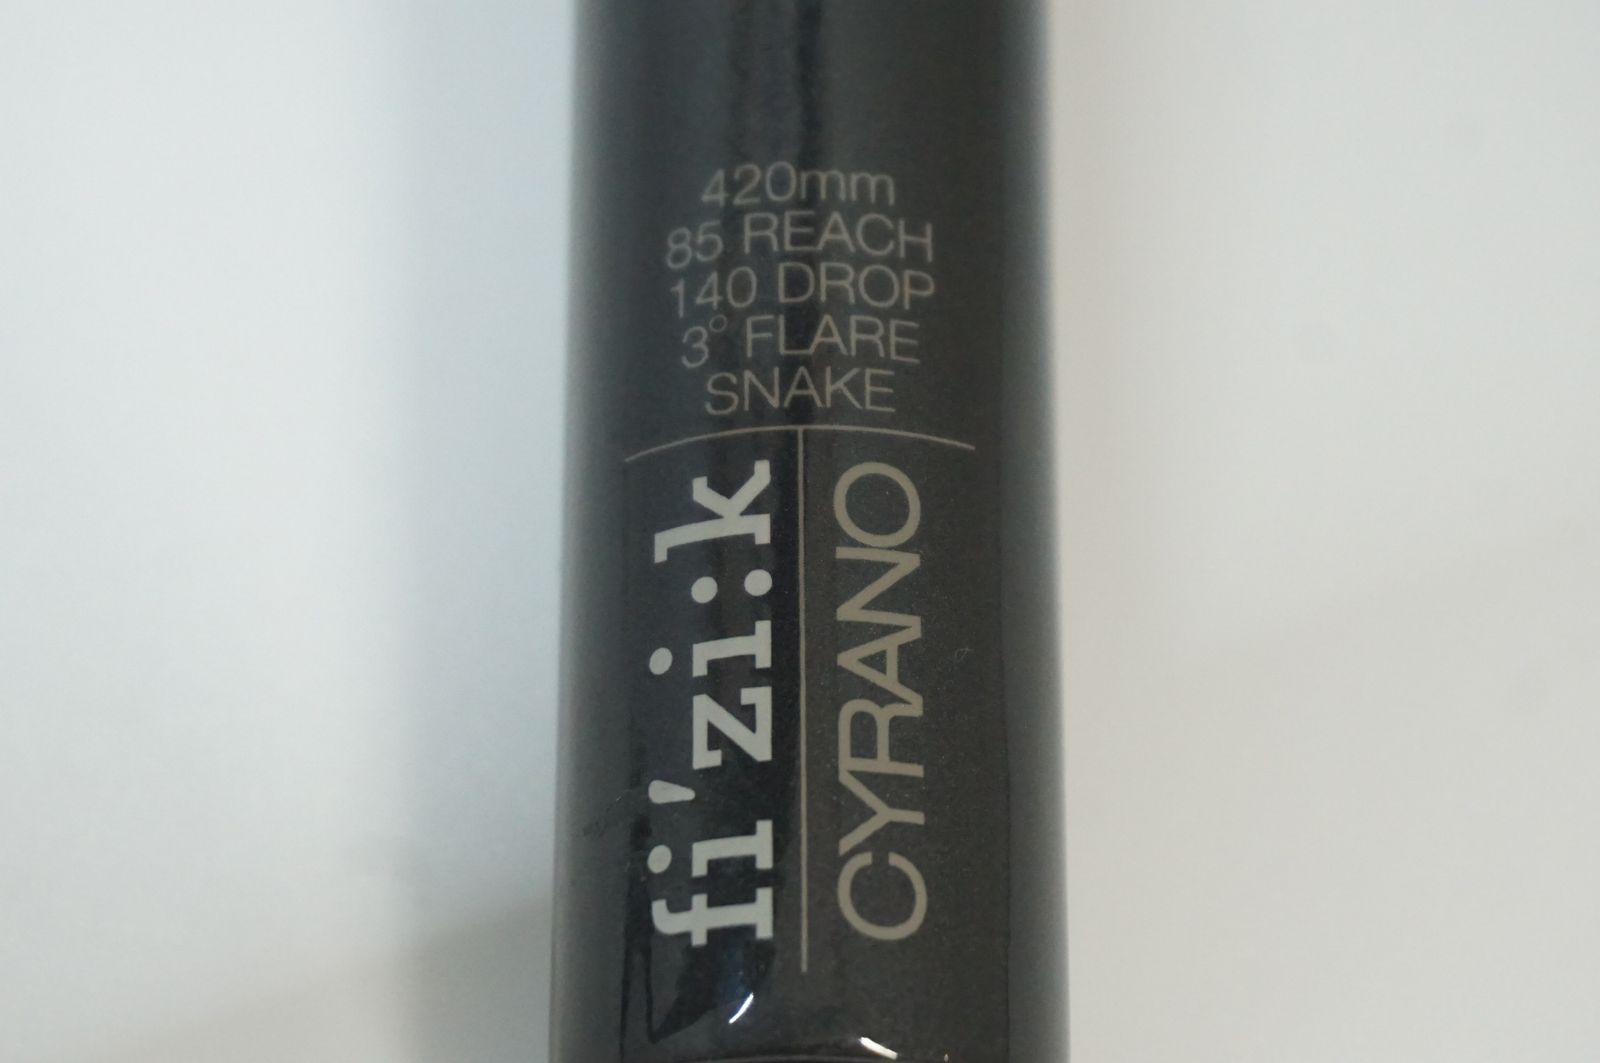 420mm
85 REACH
140 DROP
3° FLARE
SNAKE
fi'zi:k
CYRANO